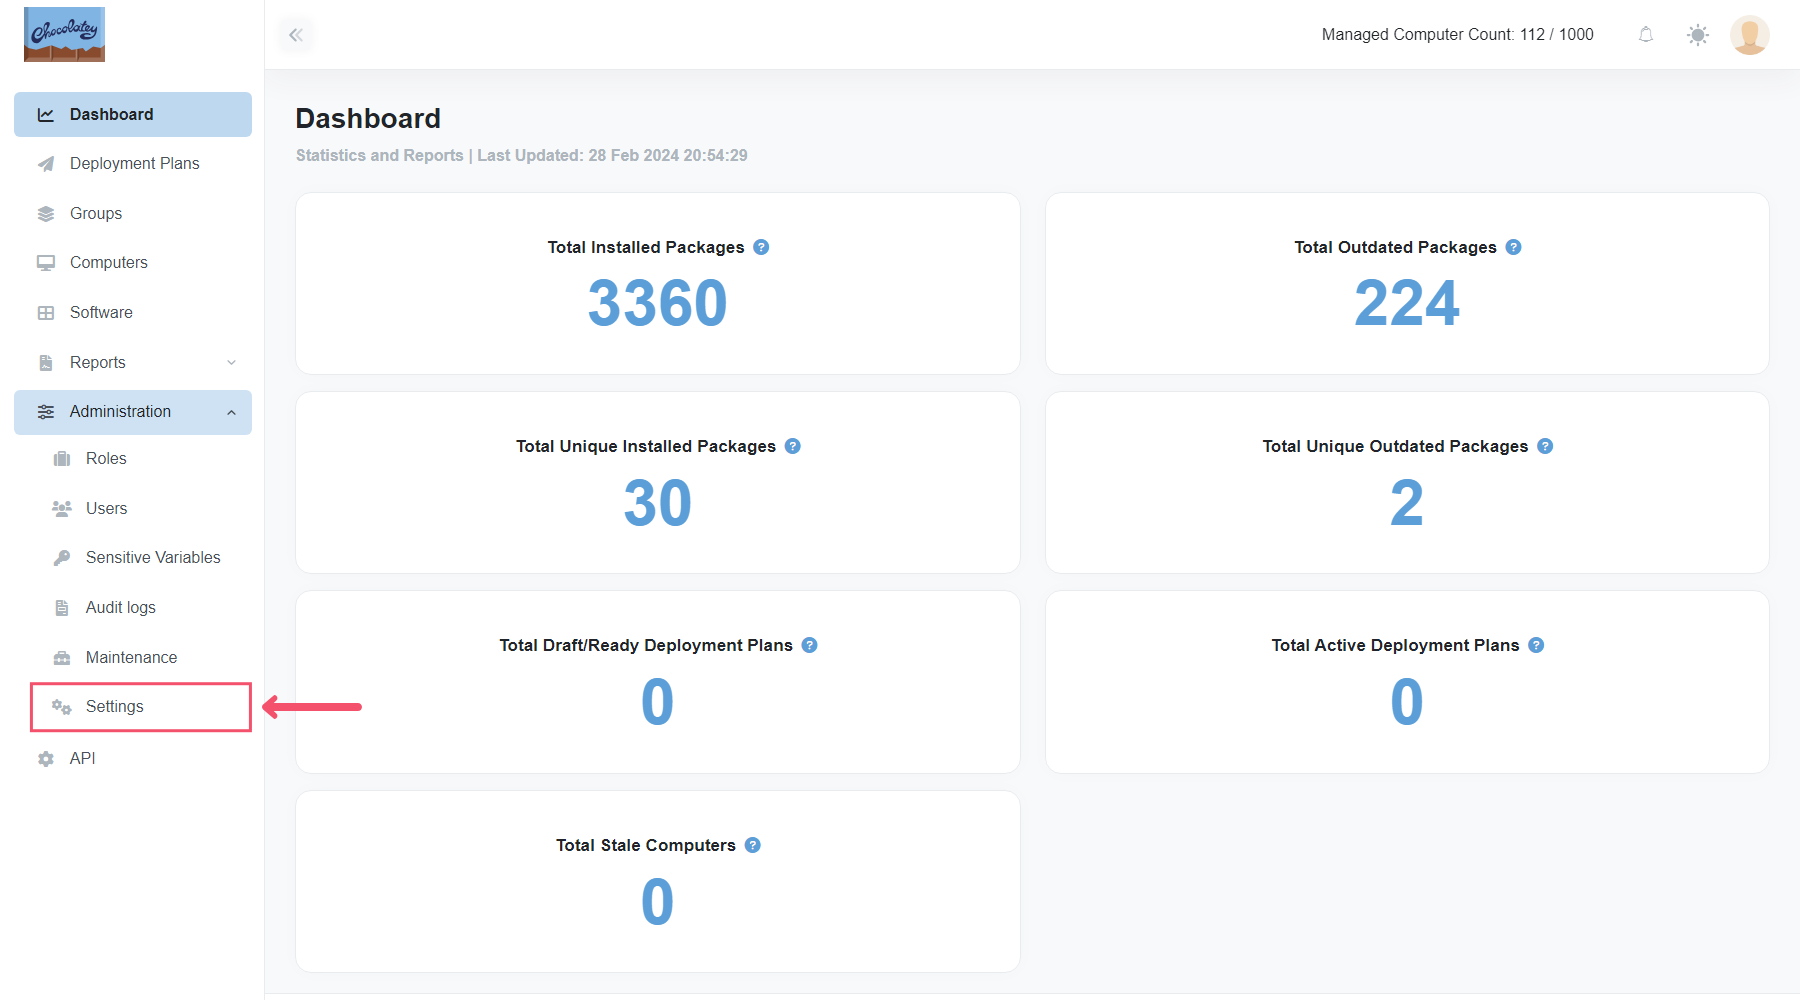 Chocolatey
Managed Computer Count: 112 / 1000
Dashboard
Deployment Plans
Groups
Computers
Software
Reports
Administration
Roles
Users
Sensitive Variables
Audit logs
Maintenance
Settings
API
Dashboard
Statistics and Reports | Last Updated: 28 Feb 2024 20:54:29
Total Installed Packages ?
3360
Total Outdated Packages ?
224
Total Unique Installed Packages ?
30
Total Unique Outdated Packages ?
2
Total Draft/Ready Deployment Plans ?
0
Total Active Deployment Plans ?
0
Total Stale Computers ?
0